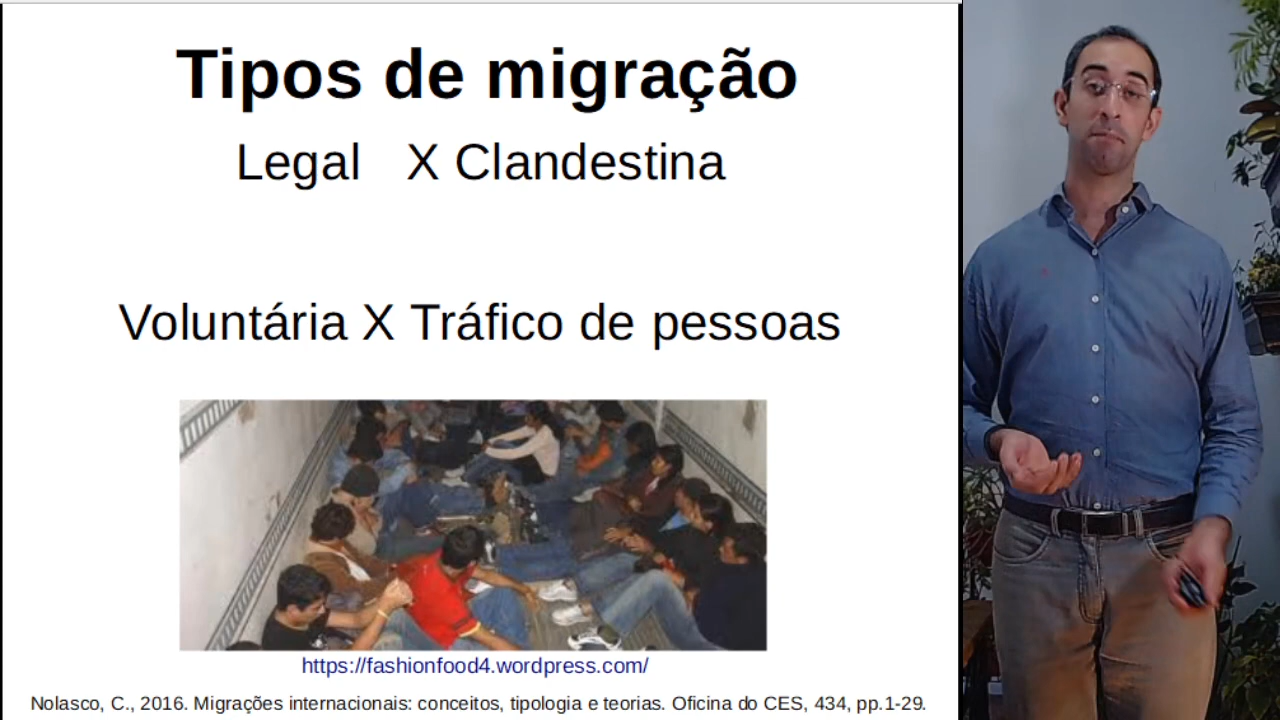 Tipos de migração
Legal X Clandestina
Voluntária X Tráfico de pessoas
https://fashionfood4.wordpress.com/
Nolasco, C., 2016. Migrações internacionais: conceitos, tipologia e teorias. Oficina do CES, 434, pp.1-29.